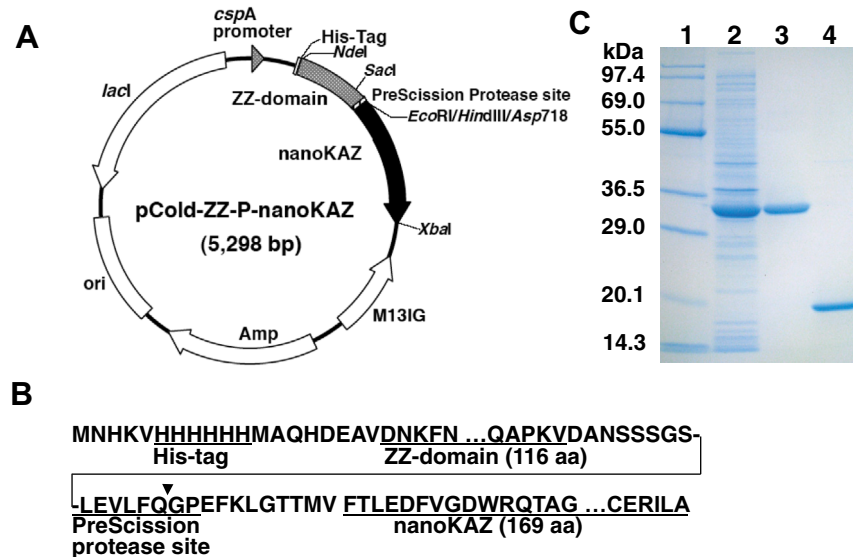 A
cspA
promoter
His-Tag
NdeI
SacI
ZZ-domain
PreScission Protease site
EcoRI/HindIII/Asp718
nanoKAZ
lacI
pCold-ZZ-P-nanoKAZ
(5,298 bp)
XbaI
ori
M13IG
Amp
C
1 2 3 4
kDa
97.4
69.0
55.0
36.5
29.0
20.1
14.3
B
MNHKVHHHHHHMAQHDEAVDNKFN ...QAPKVDANSSSGS-
His-tag
ZZ-domain (116 aa)
-LEVLFQGPEFKLGTTMV FTLEDFVGDWRQTAG ...CERILA
PreScission
protease site
nanoKAZ (169 aa)